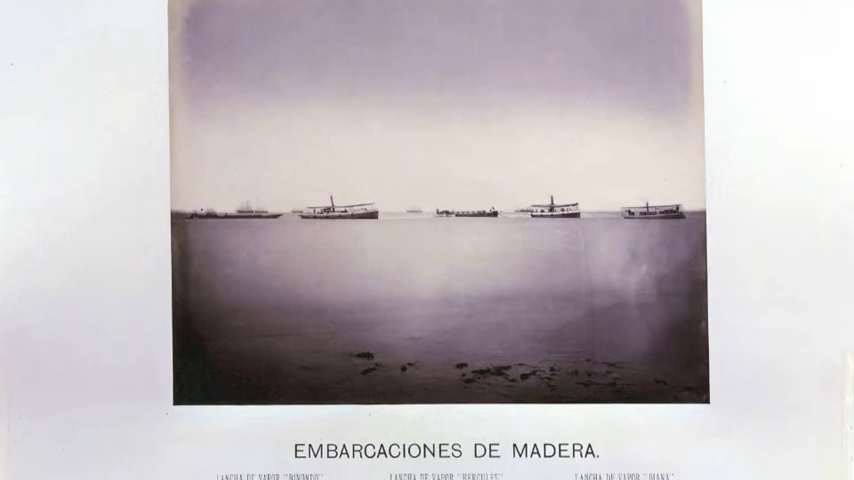 EMBARCACIONES DE MADERA.
LANCHA DE VAPOR "BINONDO" LANCHA DE VAPOR "HERCULES" LANCHA DE VAPOR "DIANA"